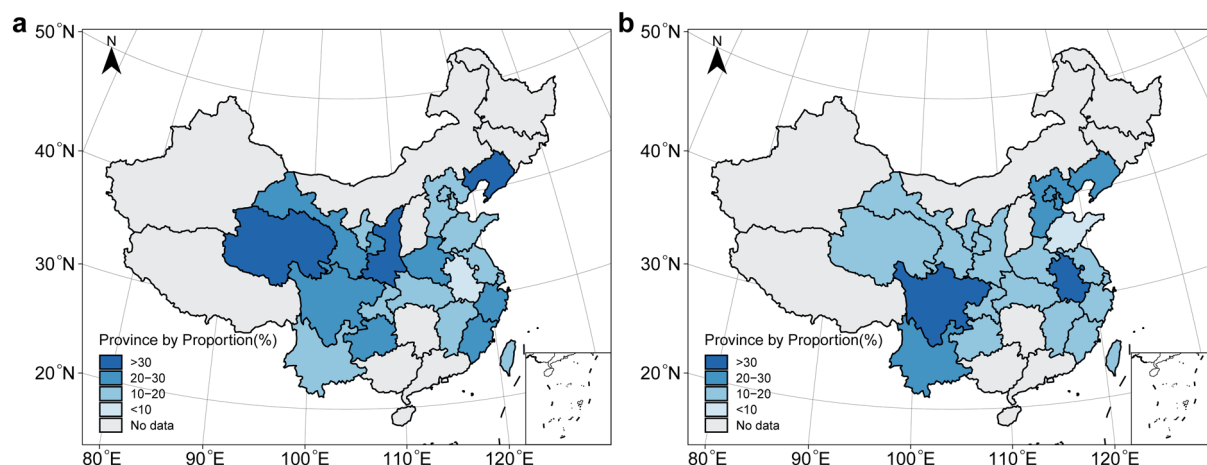 a
50°N
N
40°N
30°N
20°N
Province by Proportion(%)
>30
20−30
10−20
<10
No data
80°E
90°E
100°E
110°E
120°E
b
50°N
N
40°N
30°N
20°N
Province by Proportion(%)
>30
20−30
10−20
<10
No data
80°E
90°E
100°E
110°E
120°E